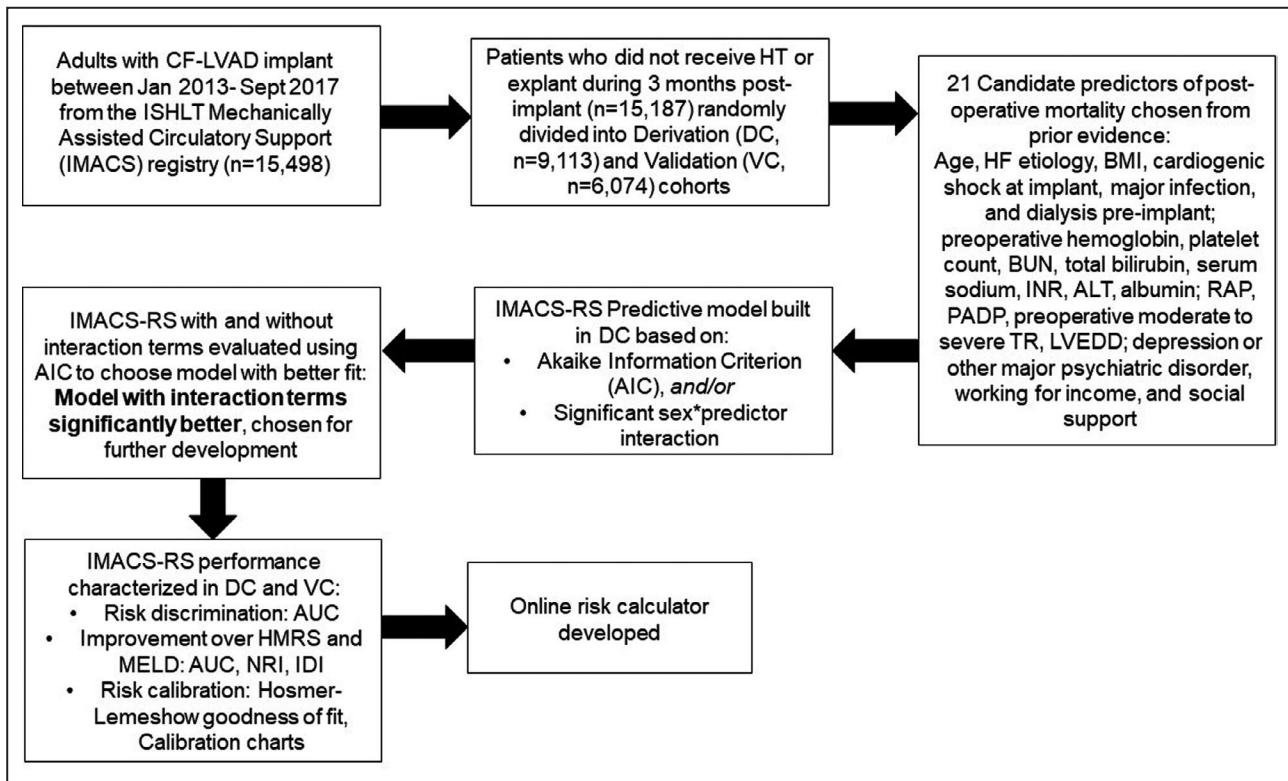 Adults with CF-LVAD implant
between Jan 2013- Sept 2017
from the ISHLT Mechanically
Assisted Circulatory Support
(IMACS) registry (n=15,498)
Patients who did not receive HT or
explant during 3 months post-
implant (n=15,187) randomly
divided into Derivation (DC,
n=9,113) and Validation (VC,
n=6,074) cohorts
21 Candidate predictors of post-
operative mortality chosen from
prior evidence:
Age, HF etiology, BMI, cardiogenic
shock at implant, major infection,
and dialysis pre-implant;
preoperative hemoglobin, platelet
count, BUN, total bilirubin, serum
sodium, INR, ALT, albumin; RAP,
PADP, preoperative moderate to
severe TR, LVEDD; depression or
other major psychiatric disorder,
working for income, and social
support
IMACS-RS Predictive model built
in DC based on:
• Akaike Information Criterion
(AIC), and/or
• Significant sex*predictor
interaction
IMACS-RS with and without
interaction terms evaluated using
AIC to choose model with better fit:
Model with interaction terms
significantly better, chosen for
further development
IMACS-RS performance
characterized in DC and VC:
• Risk discrimination: AUC
• Improvement over HMRS and
MELD: AUC, NRI, IDI
• Risk calibration: Hosmer-
Lemeshow goodness of fit,
Calibration charts
Online risk calculator
developed